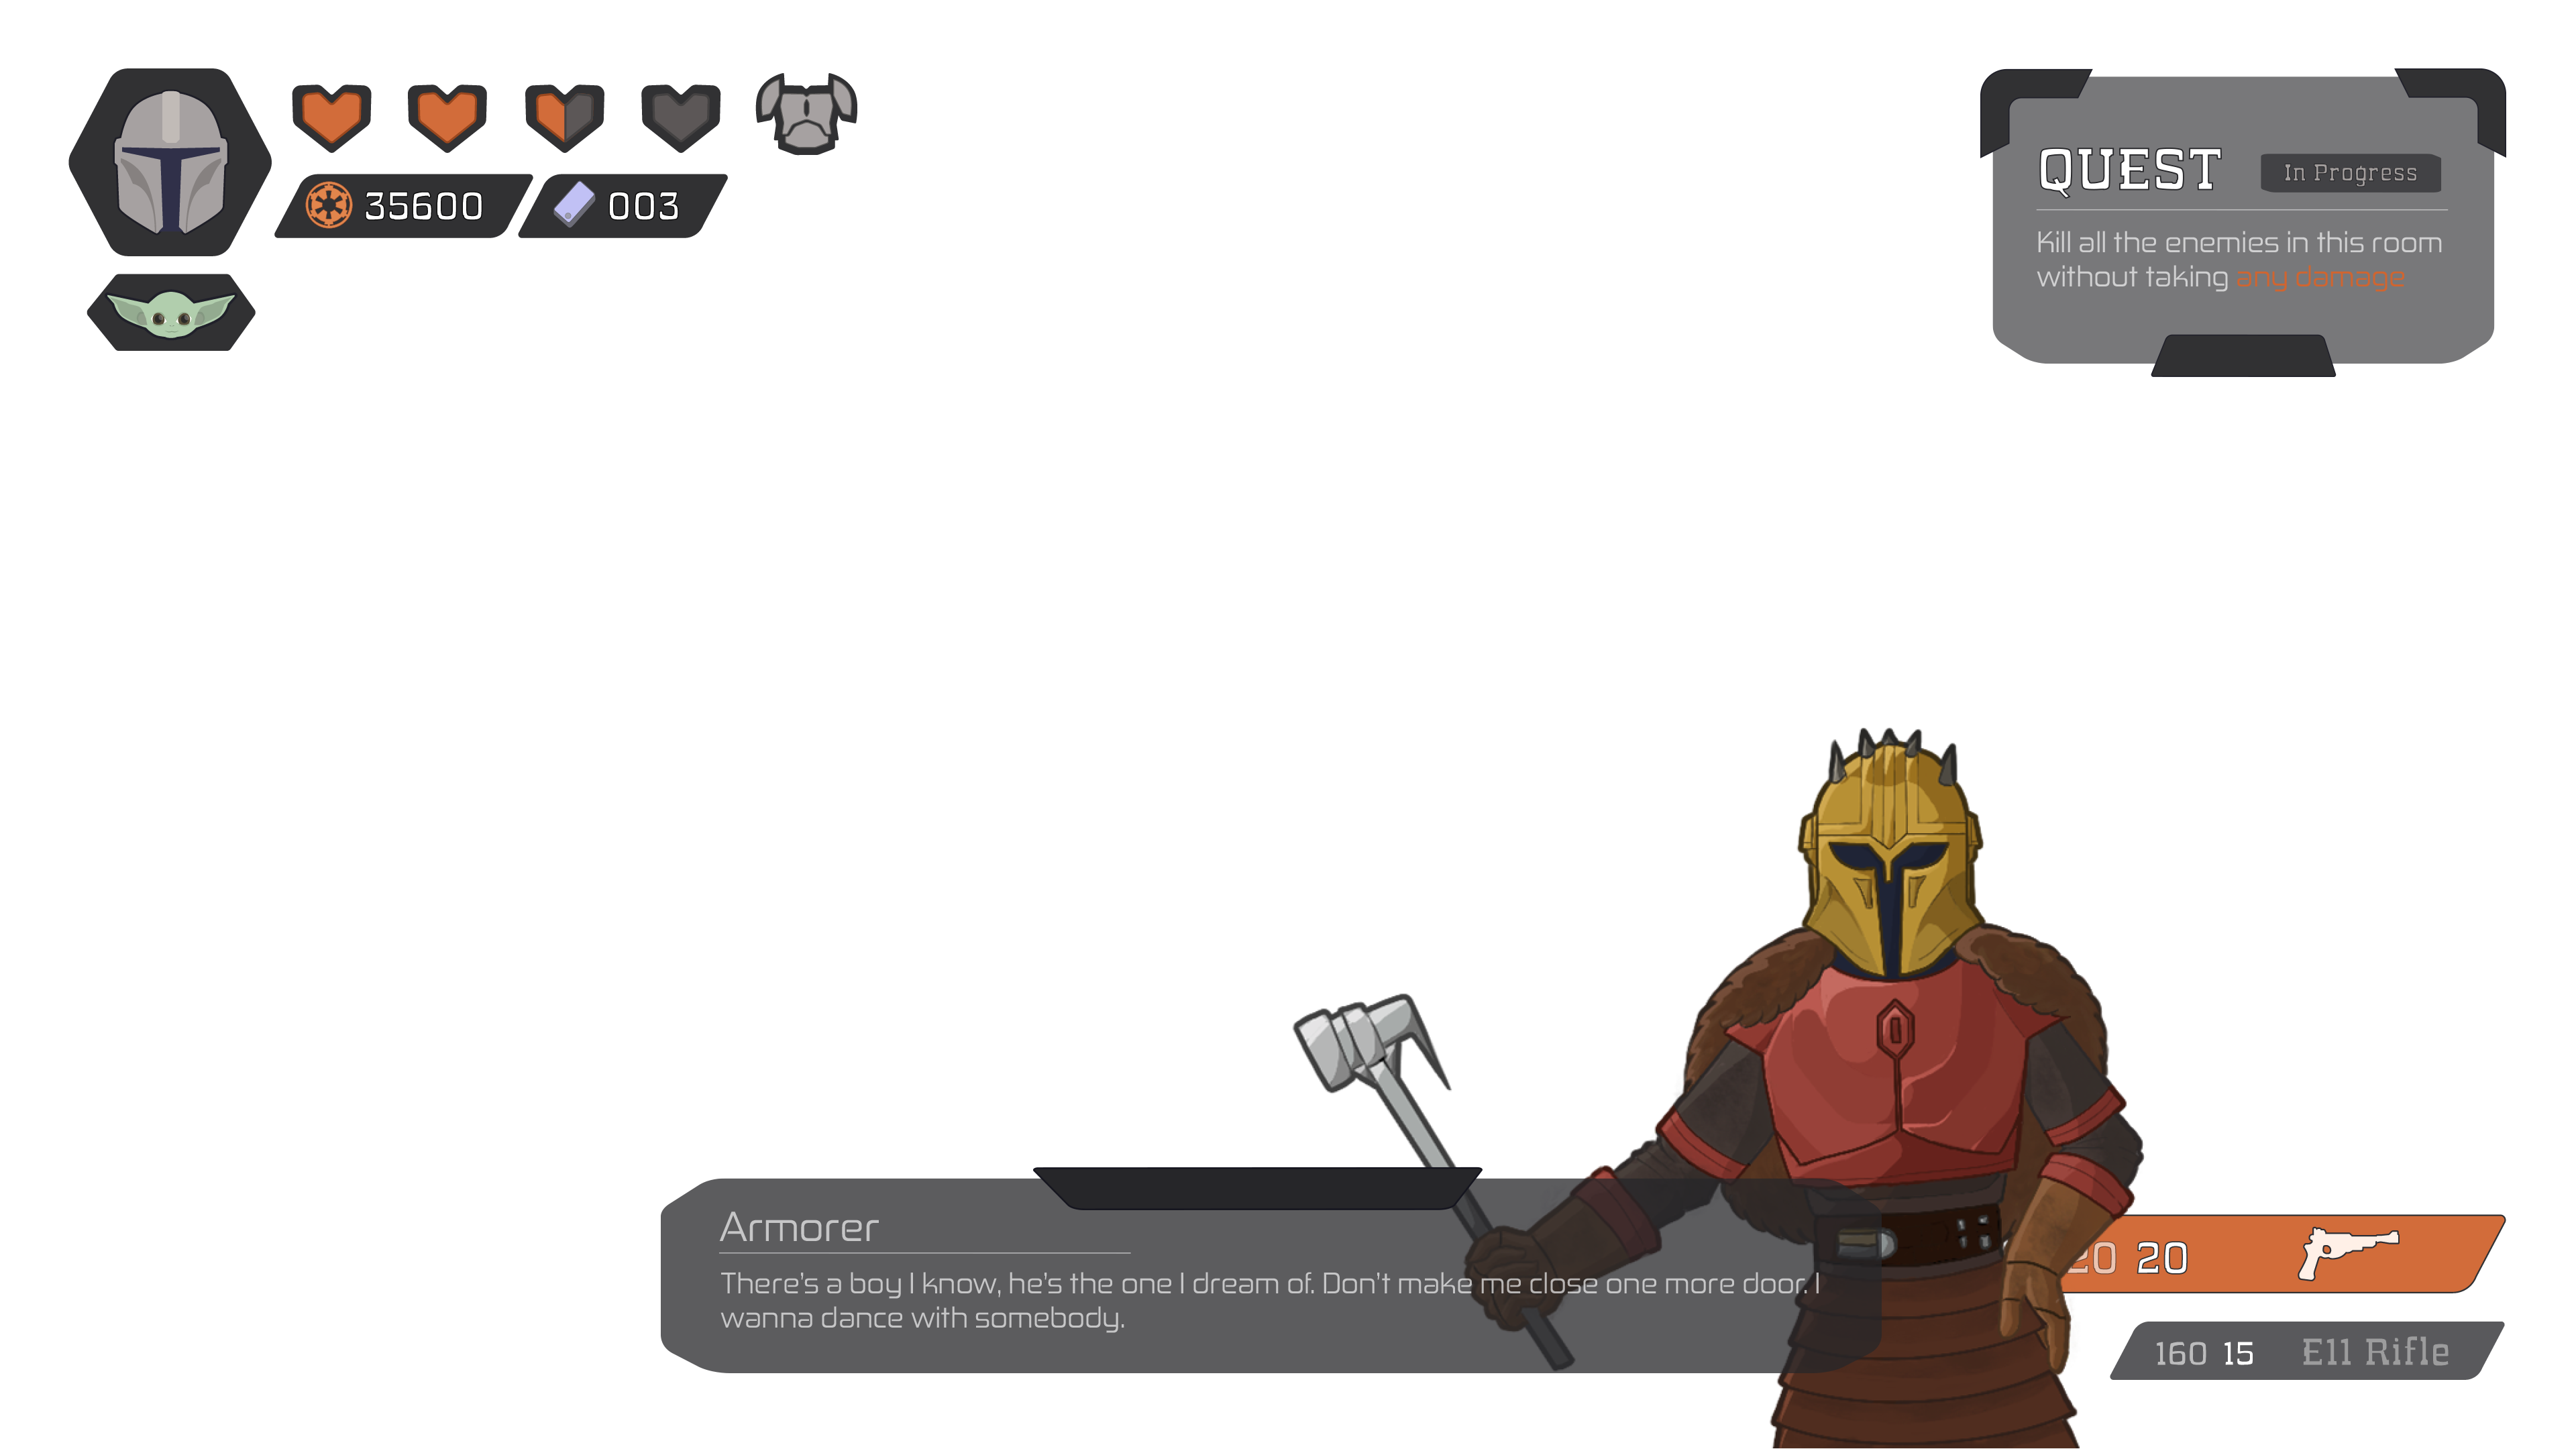 35600
003
QUEST
In Progress
Kill all the enemies in this room
without taking any damage
Armorer
There's a boy I know, he's the one I dream of. Don't make me close one more door. I
wanna dance with somebody.
20 20
160 15 E11 Rifle